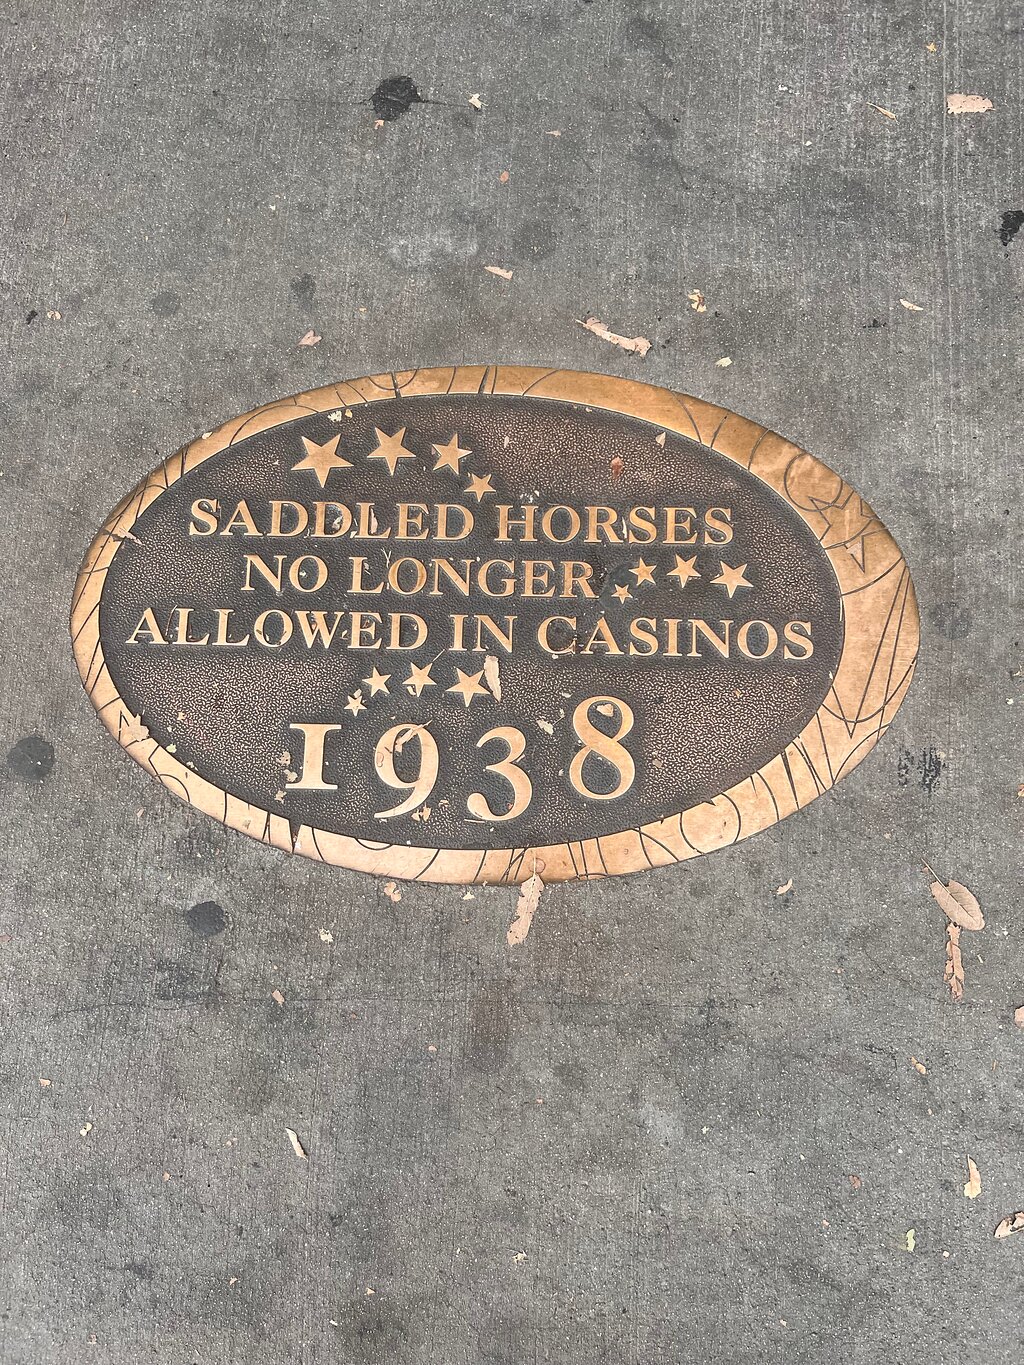 SADDLED HORSES
NO LONGER
ALLOWED IN CASINOS
1938